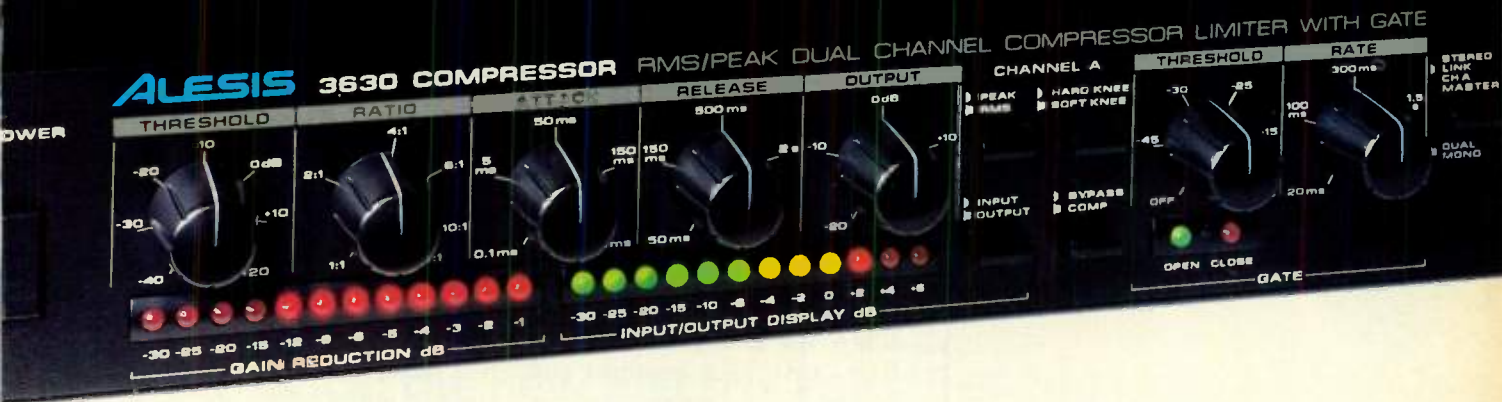 ALESIS 3630 COMPRESSOR RMS/PEAK DUAL CHANNEL COMPRESSOR LIMITER WITH GATE
OWER
THRESHOLD
-40
-30
-20
-10
0dB
+10
+20
RATIO
1:1
2:1
4:1
6:1
10:1
ATTACK
0.1ms
5 ms
50ms
150 ms
RELEASE
50ms
150 ms
500ms
2s
OUTPUT
-20
-10
0dB
+10
CHANNEL A
PEAK
RMS
HARD KNEE
SOFT KNEE
INPUT
OUTPUT
BYPASS
COMP
THRESHOLD
OFF
-45
-30
-25
-15
RATE
20ms
100 ms
300ms
1.5 s
STEREO
LINK
CH A
MASTER
DUAL
MONO
OPEN CLOSE
GATE
-30 -25 -20 -15 -12 -9 -6 -5 -4 -3 -2 -1
GAIN REDUCTION dB
-30 -25 -20 -15 -10 -6 -4 -2 0 +2 +4 +6
INPUT/OUTPUT DISPLAY dB